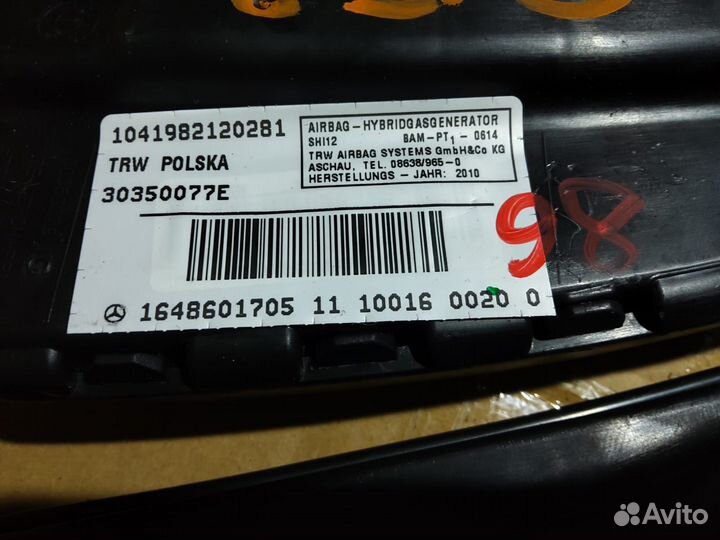 1041982120281
TRW POLSKA
30350077E
AIRBAG-HYBRIDGASGENERATOR
SHI12 BAM-PT1-0614
TRW AIRBAG SYSTEMS GmbH&Co KG
ASCHAU, TEL. 08638/965-0
HERSTELLUNGS - JAHR: 2010
98
1648601705 11 10016 0020 0
Avito